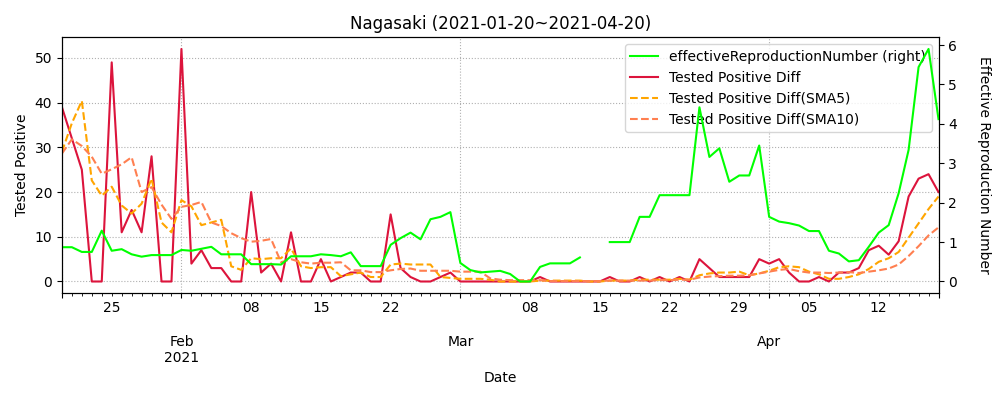 Nagasaki (2021-01-20~2021-04-20)
effectiveReproductionNumber (right)
Tested Positive Diff
Tested Positive Diff(SMA5)
Tested Positive Diff(SMA10)
Tested Positive
50
40
30
20
10
0
6
5
4
3
2
1
0
Effective Reproduction Number
25 08 15 22 08 15 22 29 05 12
Feb Mar Apr
2021
Date